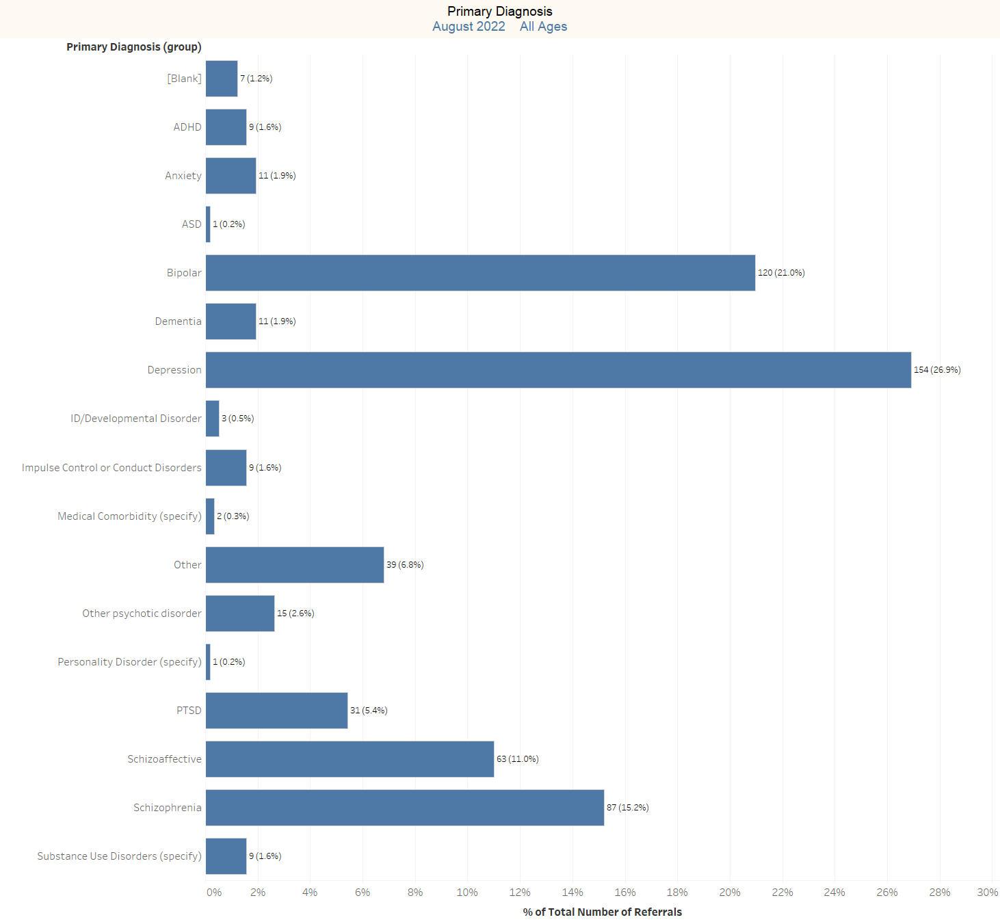 Primary Diagnosis
August 2022 All Ages
Primary Diagnosis (group)
[Blank] 7 (1.2%)
ADHD 9 (1.6%)
Anxiety 11 (1.9%)
ASD 1 (0.2%)
Bipolar 120 (21.0%)
Dementia 11 (1.9%)
Depression 154 (26.9%)
ID/Developmental Disorder 3 (0.5%)
Impulse Control or Conduct Disorders 9 (1.6%)
Medical Comorbidity (specify) 2 (0.3%)
Other 39 (6.8%)
Other psychotic disorder 15 (2.6%)
Personality Disorder (specify) 1 (0.2%)
PTSD 31 (5.4%)
Schizoaffective 63 (11.0%)
Schizophrenia 87 (15.2%)
Substance Use Disorders (specify) 9 (1.6%)
0% 2% 4% 6% 8% 10% 12% 14% 16% 18% 20% 22% 24% 26% 28% 30%
% of Total Number of Referrals